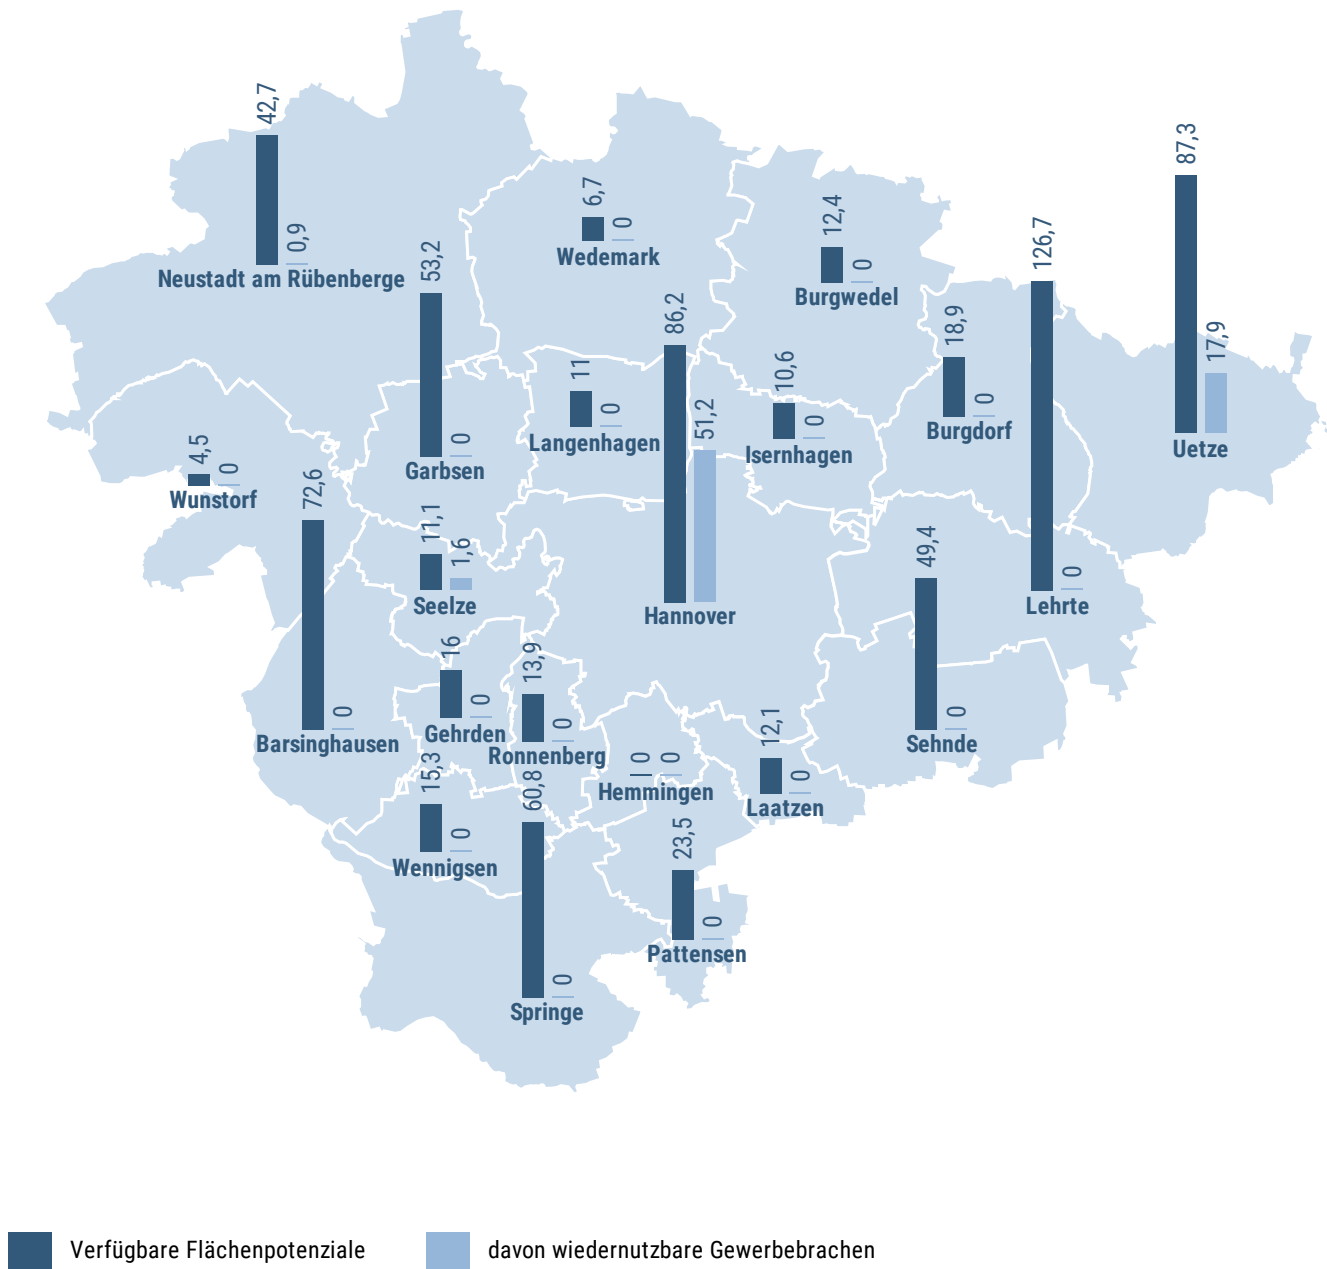 42,7
0,9
Neustadt am Rübenberge
6,7
0
Wedemark
12,4
0
Burgwedel
87,3
17,9
Uetze
126,7
0
Lehrte
53,2
0
Garbsen
11
0
Langenhagen
86,2
51,2
Hannover
10,6
0
Isernhagen
18,9
0
Burgdorf
4,5
0
Wunstorf
72,6
0
Barsinghausen
11,1
1,6
Seelze
49,4
0
Sehnde
16
0
Gehrden
13,9
0
Ronnenberg
0
0
Hemmingen
12,1
0
Laatzen
15,3
0
Wennigsen
60,8
0
Springe
23,5
0
Pattensen
Verfügbare Flächenpotenziale
davon wiedernutzbare Gewerbebrachen